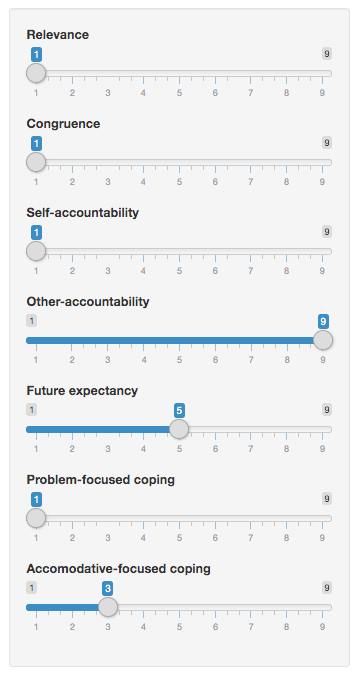 Relevance
1 9
1 2 3 4 5 6 7 8 9
Congruence
1 9
1 2 3 4 5 6 7 8 9
Self-accountability
1 9
1 2 3 4 5 6 7 8 9
Other-accountability
1 9
1 2 3 4 5 6 7 8 9
Future expectancy
1 5 9
1 2 3 4 5 6 7 8 9
Problem-focused coping
1 9
1 2 3 4 5 6 7 8 9
Accomodative-focused coping
1 3 9
1 2 3 4 5 6 7 8 9